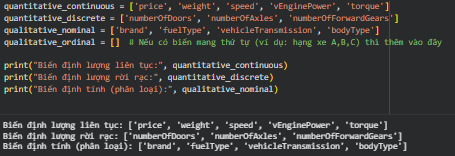 quantitative_continuous = ['price', 'weight', 'speed', 'vEnginePower', 'torque']
quantitative_discrete = ['numberOfDoors', 'numberOfAxles', 'numberOfForwardGears']
qualitative_nominal = ['brand', 'fuelType', 'vehicleTransmission', 'bodyType']
qualitative_ordinal = []  # Nếu có biến mang thứ tự (ví dụ: hạng xe A,B,C) thì thêm vào đây
print("Biến định lượng liên tục:", quantitative_continuous)
print("Biến định lượng rời rạc:", quantitative_discrete)
print("Biến định tính (phân loại):", qualitative_nominal)
Biến định lượng liên tục: ['price', 'weight', 'speed', 'vEnginePower', 'torque']
Biến định lượng rời rạc: ['numberOfDoors', 'numberOfAxles', 'numberOfForwardGears']
Biến định tính (phân loại): ['brand', 'fuelType', 'vehicleTransmission', 'bodyType']